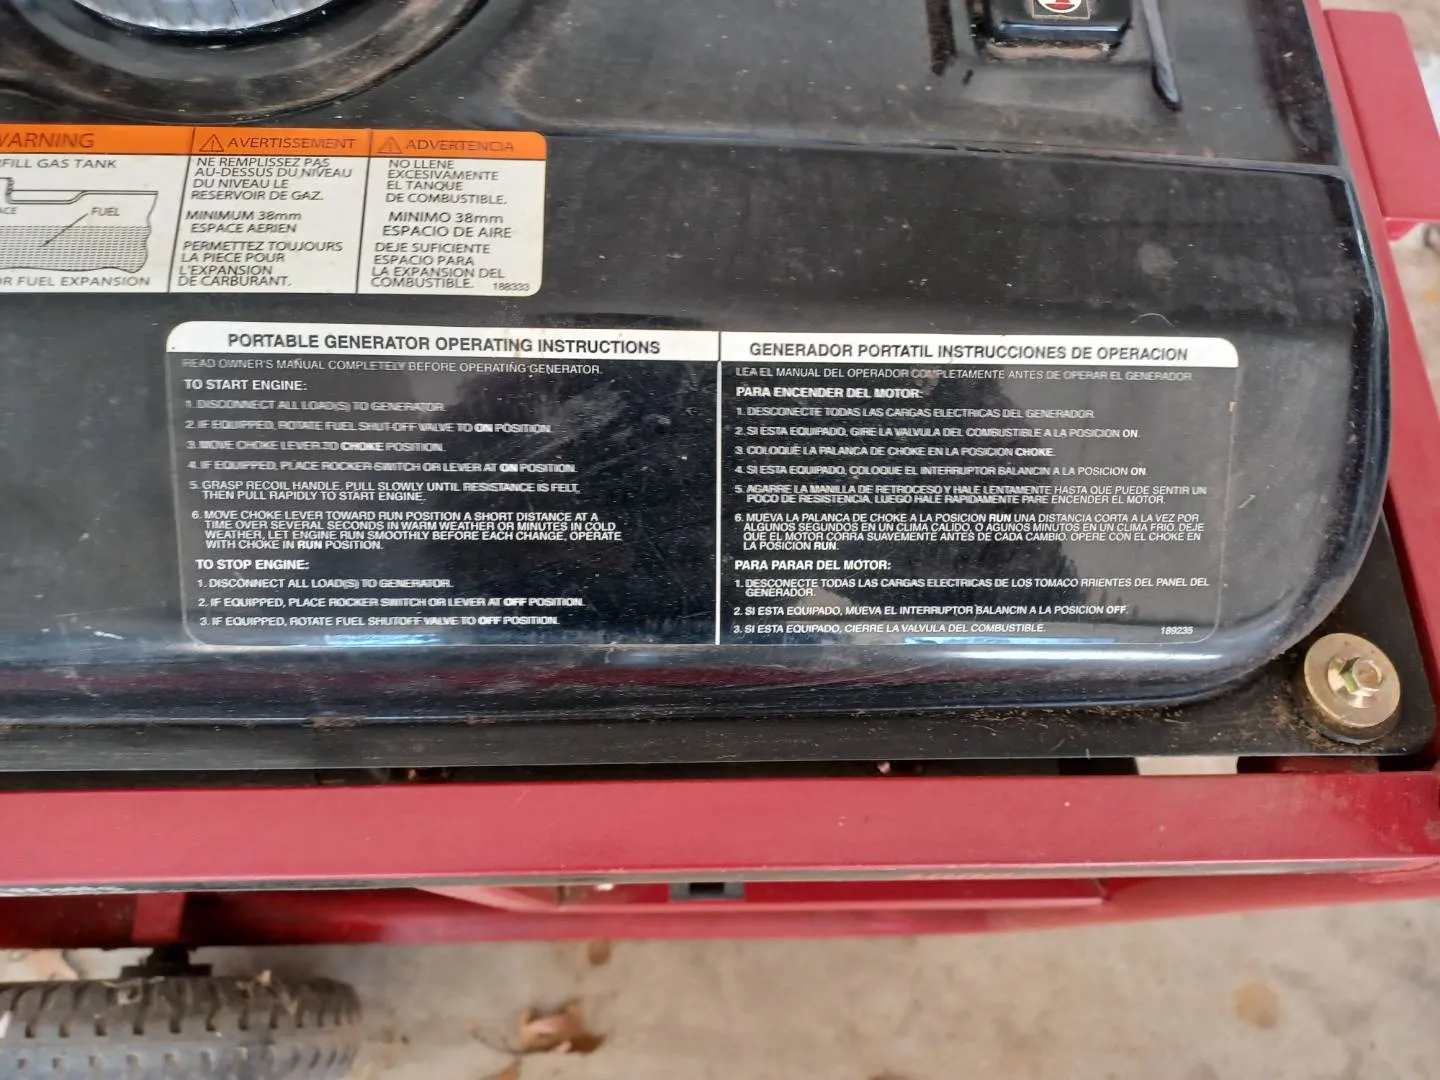 WARNING
FILL GAS TANK
FUEL
OR FUEL EXPANSION
AVERTISSEMENT
NE REMPLISSEZ PAS
AU-DESSUS DU NIVEAU
DU NIVEAU LE
RESERVOIR DE GAZ.
MINIMUM 38mm
ESPACE AERIEN
PERMETTEZ TOUJOURS
LA PIECE POUR
L'EXPANSION
DE CARBURANT.
ADVERTENCIA
NO LLENE
EXCESIVAMENTE
EL TANQUE
DE COMBUSTIBLE.
MINIMO 38mm
ESPACIO DE AIRE
DEJE SUFICIENTE
ESPACIO PARA
LA EXPANSION DEL
COMBUSTIBLE.
188333
PORTABLE GENERATOR OPERATING INSTRUCTIONS
READ OWNER'S MANUAL COMPLETELY BEFORE OPERATING GENERATOR.
TO START ENGINE:
1. DISCONNECT ALL LOAD(S) TO GENERATOR.
2. IF EQUIPPED, ROTATE FUEL SHUT-OFF VALVE TO ON POSITION.
3. MOVE CHOKE LEVER TO CHOKE POSITION.
4. IF EQUIPPED, PLACE ROCKER SWITCH OR LEVER AT ON POSITION.
5. GRASP RECOIL HANDLE, PULL SLOWLY UNTIL RESISTANCE IS FELT,
THEN PULL RAPIDLY TO START ENGINE.
6. MOVE CHOKE LEVER TOWARD RUN POSITION A SHORT DISTANCE AT A
TIME OVER SEVERAL SECONDS IN WARM WEATHER OR MINUTES IN COLD
WEATHER, LET ENGINE RUN SMOOTHLY BEFORE EACH CHANGE, OPERATE
WITH CHOKE IN RUN POSITION.
TO STOP ENGINE:
1. DISCONNECT ALL LOAD(S) TO GENERATOR.
2. IF EQUIPPED, PLACE ROCKER SWITCH OR LEVER AT OFF POSITION.
3. IF EQUIPPED, ROTATE FUEL SHUTOFF VALVE TO OFF POSITION.
GENERADOR PORTATIL INSTRUCCIONES DE OPERACION
LEA EL MANUAL DEL OPERADOR COMPLETAMENTE ANTES DE OPERAR EL GENERADOR.
PARA ENCENDER DEL MOTOR:
1. DESCONECTE TODAS LAS CARGAS ELECTRICAS DEL GENERADOR.
2. SI ESTA EQUIPADO, GIRE LA VALVULA DEL COMBUSTIBLE A LA POSICION ON.
3. COLOQUE LA PALANCA DE CHOKE EN LA POSICION CHOKE.
4. SI ESTA EQUIPADO, COLOQUE EL INTERRUPTOR BALANCIN A LA POSICION ON.
5. AGARRE LA MANILLA DE RETROCESO Y HALE LENTAMENTE HASTA QUE PUEDE SENTIR UN
POCO DE RESISTENCIA, LUEGO HALE RAPIDAMENTE PARE ENCENDER EL MOTOR.
6. MUEVA LA PALANCA DE CHOKE A LA POSICION RUN UNA DISTANCIA CORTA A LA VEZ POR
ALGUNOS SEGUNDOS EN UN CLIMA CALIDO, O AGUNOS MINUTOS EN UN CLIMA FRIO. DEJE
QUE EL MOTOR CORRA SUAVEMENTE ANTES DE CADA CAMBIO. OPERE CON EL CHOKE EN
LA POSICION RUN.
PARA PARAR DEL MOTOR:
1. DESCONECTE TODAS LAS CARGAS ELECTRICAS DE LOS TOMACO RRIENTES DEL PANEL DEL
GENERADOR.
2. SI ESTA EQUIPADO, MUEVA EL INTERRUPTOR BALANCIN A LA POSICION OFF.
3. SI ESTA EQUIPADO, CIERRE LA VALVULA DEL COMBUSTIBLE.
189235